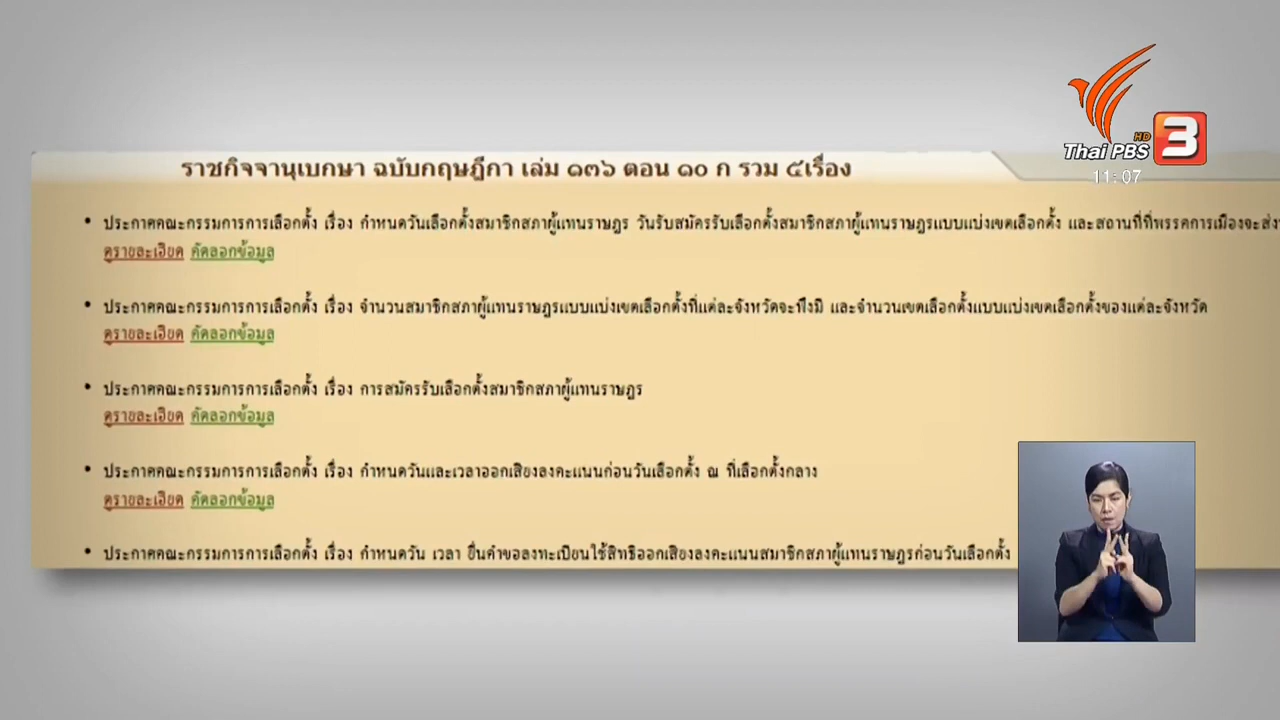 ราชกิจจานุเบกษา ฉบับกฤษฎีกา เล่ม ๑๓๖ ตอน ๑๐ ก รวม ๕เรื่อง
Thai PBS HD 3
11:07
• ประกาศคณะกรรมการการเลือกตั้ง เรื่อง กำหนดวันเลือกตั้งสมาชิกสภาผู้แทนราษฎร วันรับสมัครรับเลือกตั้งสมาชิกสภาผู้แทนราษฎรแบบแบ่งเขตเลือกตั้ง และสถานที่ที่พรรคการเมืองจะส่ง
ดูรายละเอียด คัดลอกข้อมูล
• ประกาศคณะกรรมการการเลือกตั้ง เรื่อง จำนวนสมาชิกสภาผู้แทนราษฎรแบบแบ่งเขตเลือกตั้งที่แต่ละจังหวัดจะพึงมี และจำนวนเขตเลือกตั้งแบบแบ่งเขตเลือกตั้งของแต่ละจังหวัด
ดูรายละเอียด คัดลอกข้อมูล
• ประกาศคณะกรรมการการเลือกตั้ง เรื่อง การสมัครรับเลือกตั้งสมาชิกสภาผู้แทนราษฎร
ดูรายละเอียด คัดลอกข้อมูล
• ประกาศคณะกรรมการการเลือกตั้ง เรื่อง กำหนดวันและเวลาออกเสียงลงคะแนนก่อนวันเลือกตั้ง ณ ที่เลือกตั้งกลาง
ดูรายละเอียด คัดลอกข้อมูล
• ประกาศคณะกรรมการการเลือกตั้ง เรื่อง กำหนดวัน เวลา ยื่นคำขอลงทะเบียนใช้สิทธิออกเสียงลงคะแนนสมาชิกสภาผู้แทนราษฎรก่อนวันเลือกตั้ง